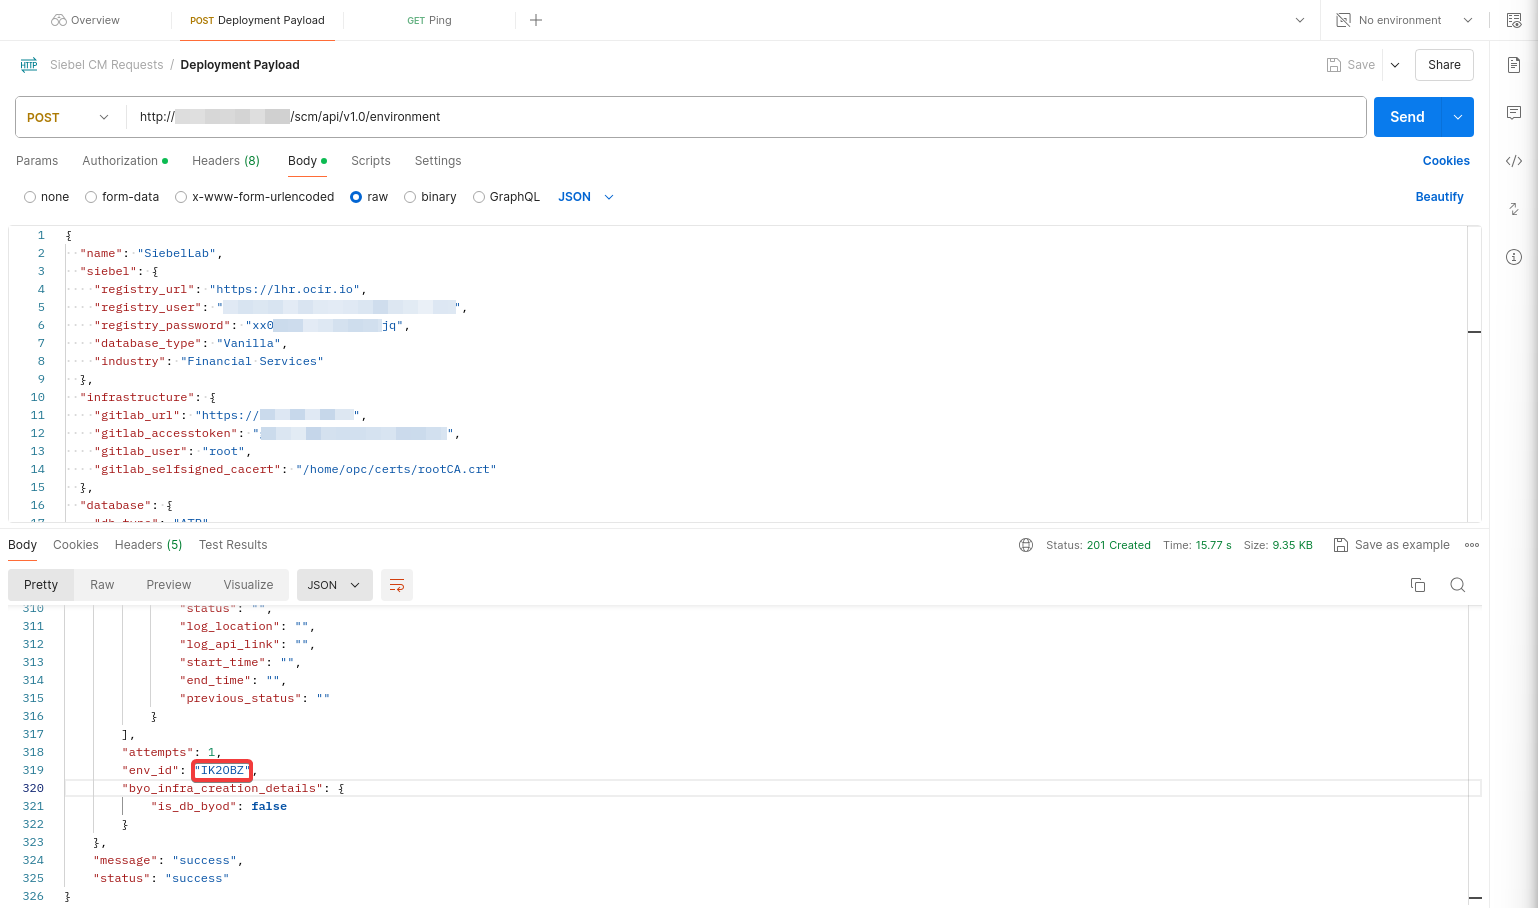 Overview
POST Deployment Payload
GET Ping
No environment
HTTP Siebel CM Requests / Deployment Payload
Save
Share
POST
http:// /scm/api/v1.0/environment
Send
Params Authorization Headers (8) Body Scripts Settings
Cookies
none form-data x-www-form-urlencoded raw binary GraphQL JSON
Beautify
1 {
2 "name": "SiebelLab",
3 "siebel": {
4 "registry_url": "https://lhr.ocir.io",
5 "registry_user": " ",
6 "registry_password": "xx0 jq",
7 "database_type": "Vanilla",
8 "industry": "Financial Services"
9 },
10 "infrastructure": {
11 "gitlab_url": "https:// ",
12 "gitlab_accesstoken": " ",
13 "gitlab_user": "root",
14 "gitlab_selfsigned_cacert": "/home/opc/certs/rootCA.crt"
15 },
16 "database": {
17 "db_type": "ATP"
Body Cookies Headers (5) Test Results
Status: 201 Created Time: 15.77 s Size: 9.35 KB
Save as example
Pretty Raw Preview Visualize
JSON
310 "status": "",
311 "log_location": "",
312 "log_api_link": "",
313 "start_time": "",
314 "end_time": "",
315 "previous_status": ""
316 }
317 ],
318 "attempts": 1,
319 "env_id": "IK2OBZ",
320 "byo_infra_creation_details": {
321 "is_db_byod": false
322 }
323 },
324 "message": "success",
325 "status": "success"
326 }